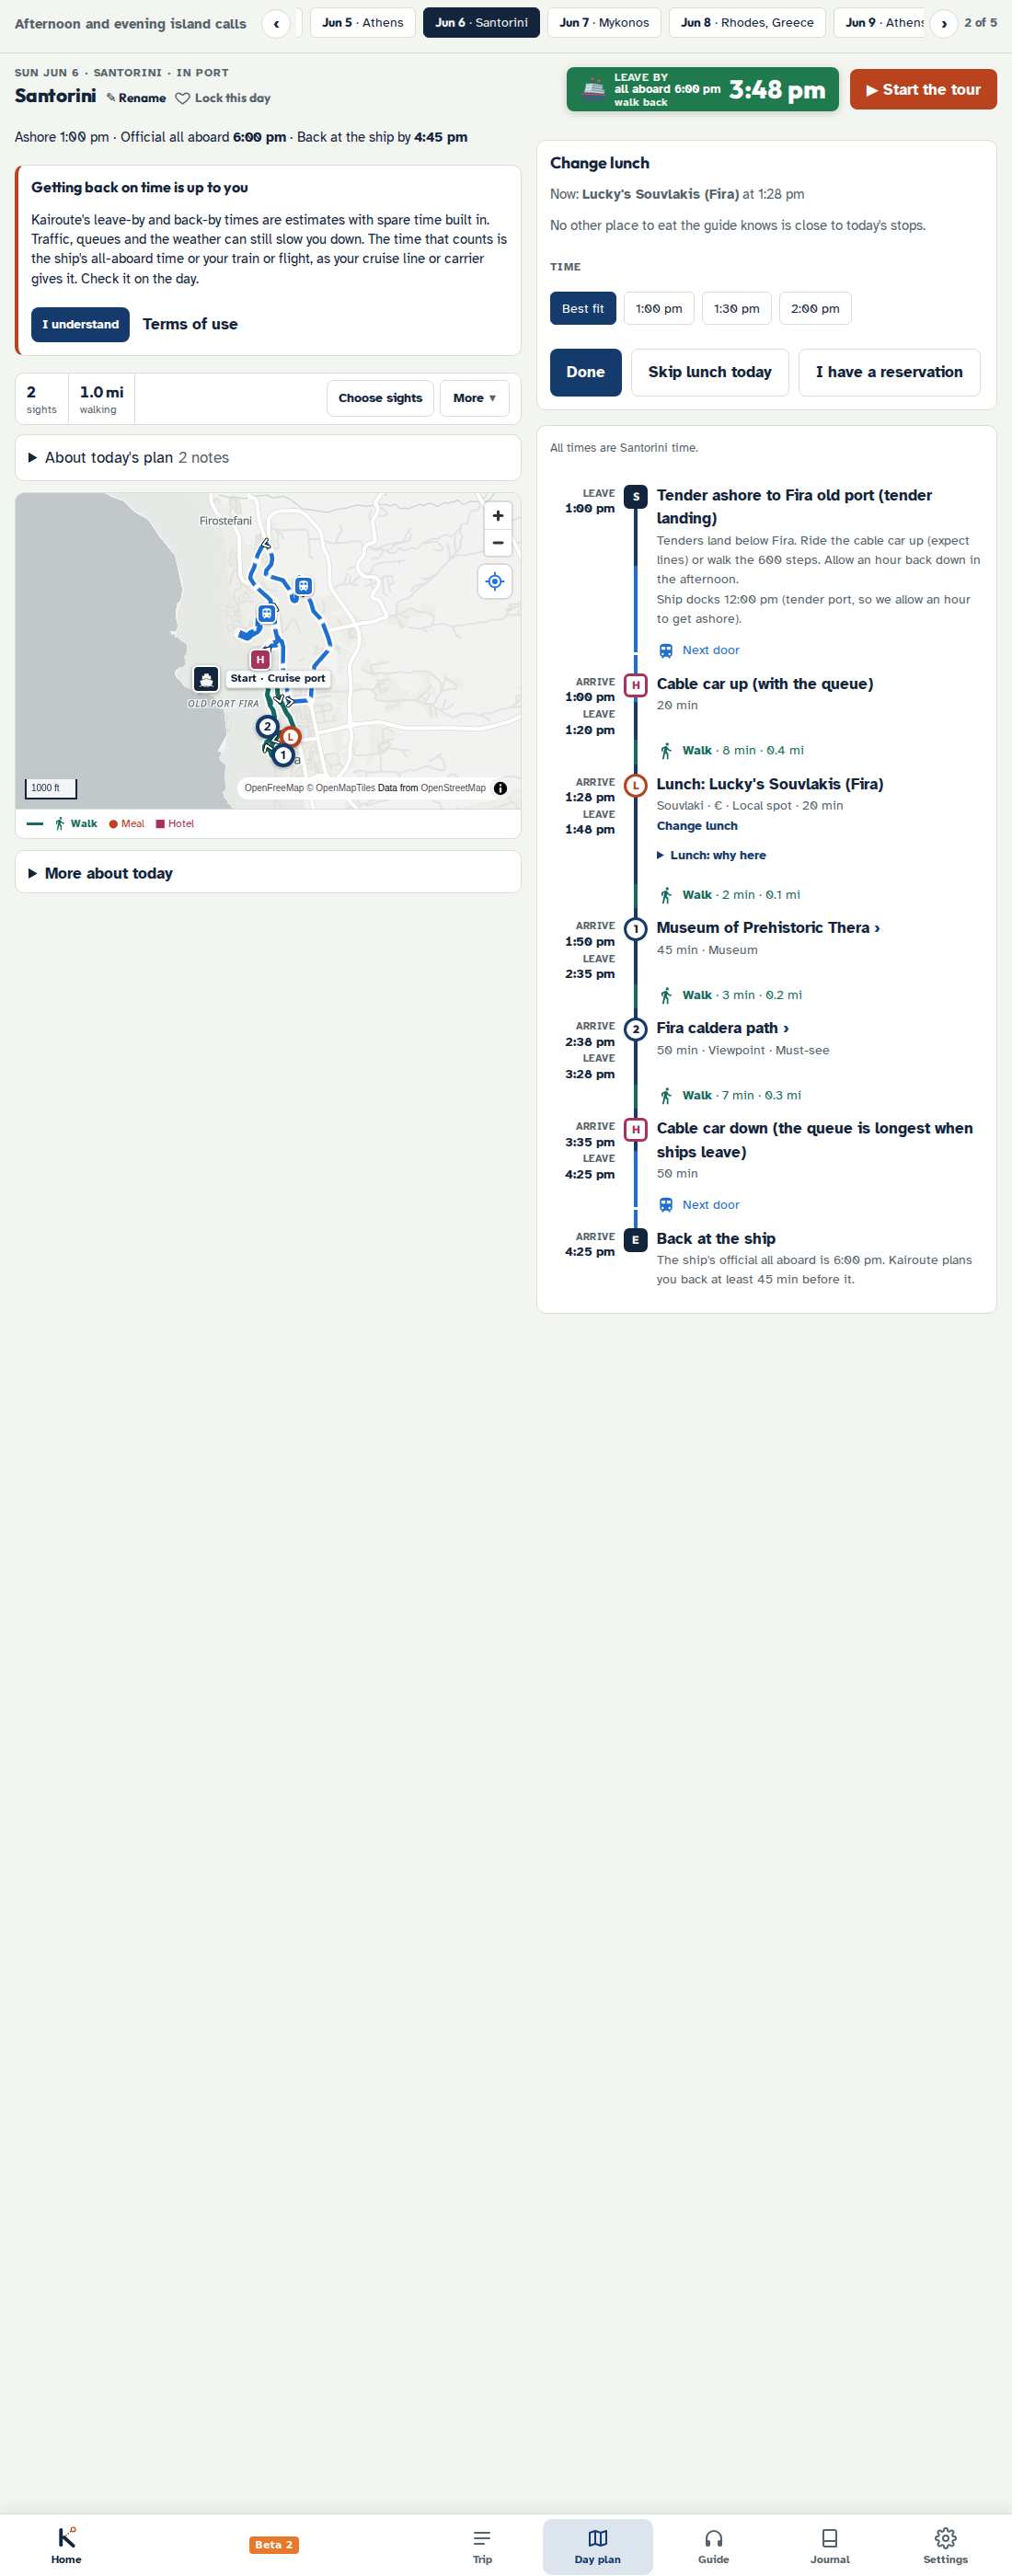 Afternoon and evening island calls
‹
Jun 5 · Athens
Jun 6 · Santorini
Jun 7 · Mykonos
Jun 8 · Rhodes, Greece
Jun 9 · Athens
›
2 of 5
SUN JUN 6 · SANTORINI · IN PORT
Santorini
✎ Rename
Lock this day
LEAVE BY
all aboard 6:00 pm
walk back
3:48 pm
▶ Start the tour
Ashore 1:00 pm · Official all aboard 6:00 pm · Back at the ship by 4:45 pm
Getting back on time is up to you
Kairoute's leave-by and back-by times are estimates with spare time built in.
Traffic, queues and the weather can still slow you down. The time that counts is
the ship's all-aboard time or your train or flight, as your cruise line or carrier
gives it. Check it on the day.
I understand
Terms of use
2
sights
1.0 mi
walking
Choose sights
More ▼
▶ About today's plan 2 notes
Firostefani
+
−
H
Start · Cruise port
OLD PORT FIRA
2
L
1
a
1000 ft
OpenFreeMap © OpenMapTiles Data from OpenStreetMap
Walk
Meal
Hotel
▶ More about today
Change lunch
Now: Lucky's Souvlakis (Fira) at 1:28 pm
No other place to eat the guide knows is close to today's stops.
TIME
Best fit
1:00 pm
1:30 pm
2:00 pm
Done
Skip lunch today
I have a reservation
All times are Santorini time.
LEAVE
1:00 pm
S
Tender ashore to Fira old port (tender
landing)
Tenders land below Fira. Ride the cable car up (expect
lines) or walk the 600 steps. Allow an hour back down in
the afternoon.
Ship docks 12:00 pm (tender port, so we allow an hour
to get ashore).
Next door
ARRIVE
1:00 pm
LEAVE
1:20 pm
H
Cable car up (with the queue)
20 min
Walk · 8 min · 0.4 mi
ARRIVE
1:28 pm
LEAVE
1:48 pm
L
Lunch: Lucky's Souvlakis (Fira)
Souvlaki · € · Local spot · 20 min
Change lunch
▶ Lunch: why here
Walk · 2 min · 0.1 mi
ARRIVE
1:50 pm
LEAVE
2:35 pm
1
Museum of Prehistoric Thera ›
45 min · Museum
Walk · 3 min · 0.2 mi
ARRIVE
2:38 pm
LEAVE
3:28 pm
2
Fira caldera path ›
50 min · Viewpoint · Must-see
Walk · 7 min · 0.3 mi
ARRIVE
3:35 pm
LEAVE
4:25 pm
H
Cable car down (the queue is longest when
ships leave)
50 min
Next door
ARRIVE
4:25 pm
E
Back at the ship
The ship's official all aboard is 6:00 pm. Kairoute plans
you back at least 45 min before it.
Home
Beta 2
Trip
Day plan
Guide
Journal
Settings